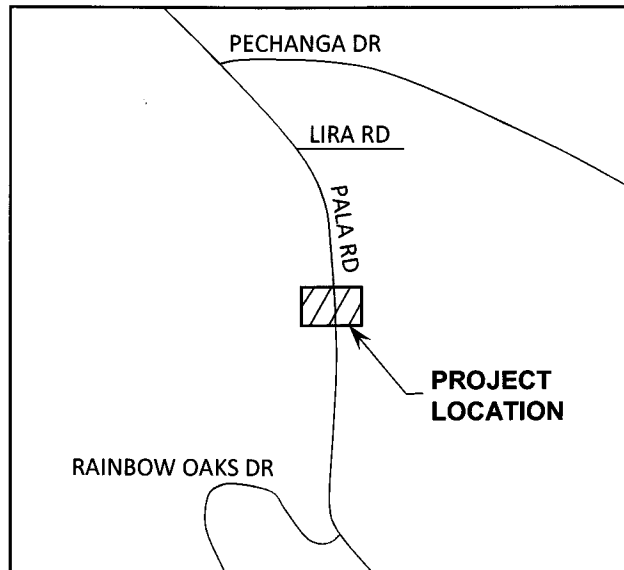 PECHANGA DR
LIRA RD
PALA RD
PROJECT
LOCATION
RAINBOW OAKS DR